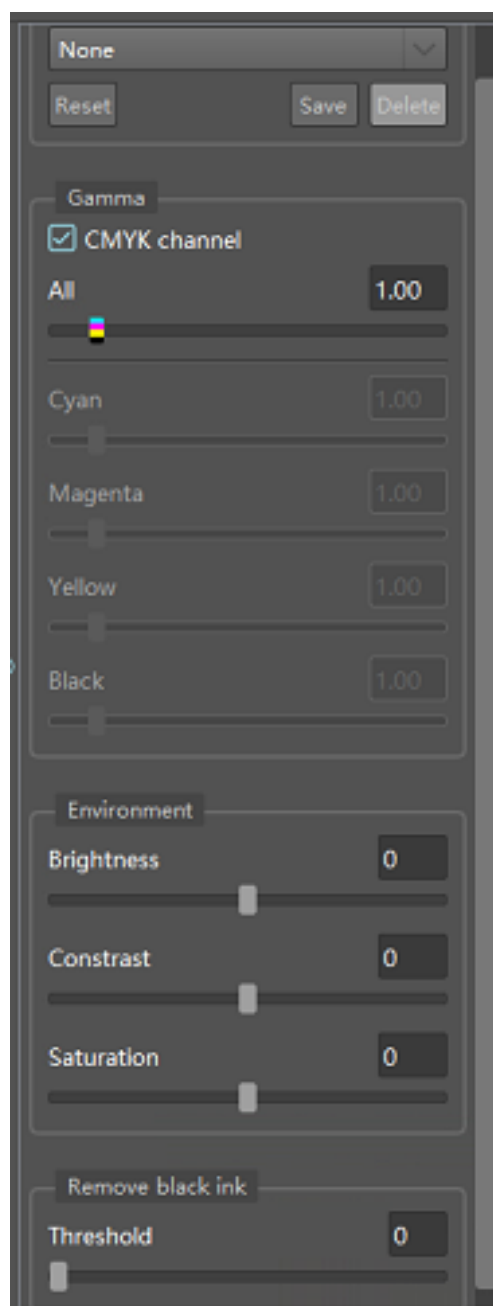 None
Reset Save Delete
Gamma
CMYK channel
All 1.00
Cyan 1.00
Magenta 1.00
Yellow 1.00
Black 1.00
Environment
Brightness 0
Constrast 0
Saturation 0
Remove black ink
Threshold 0